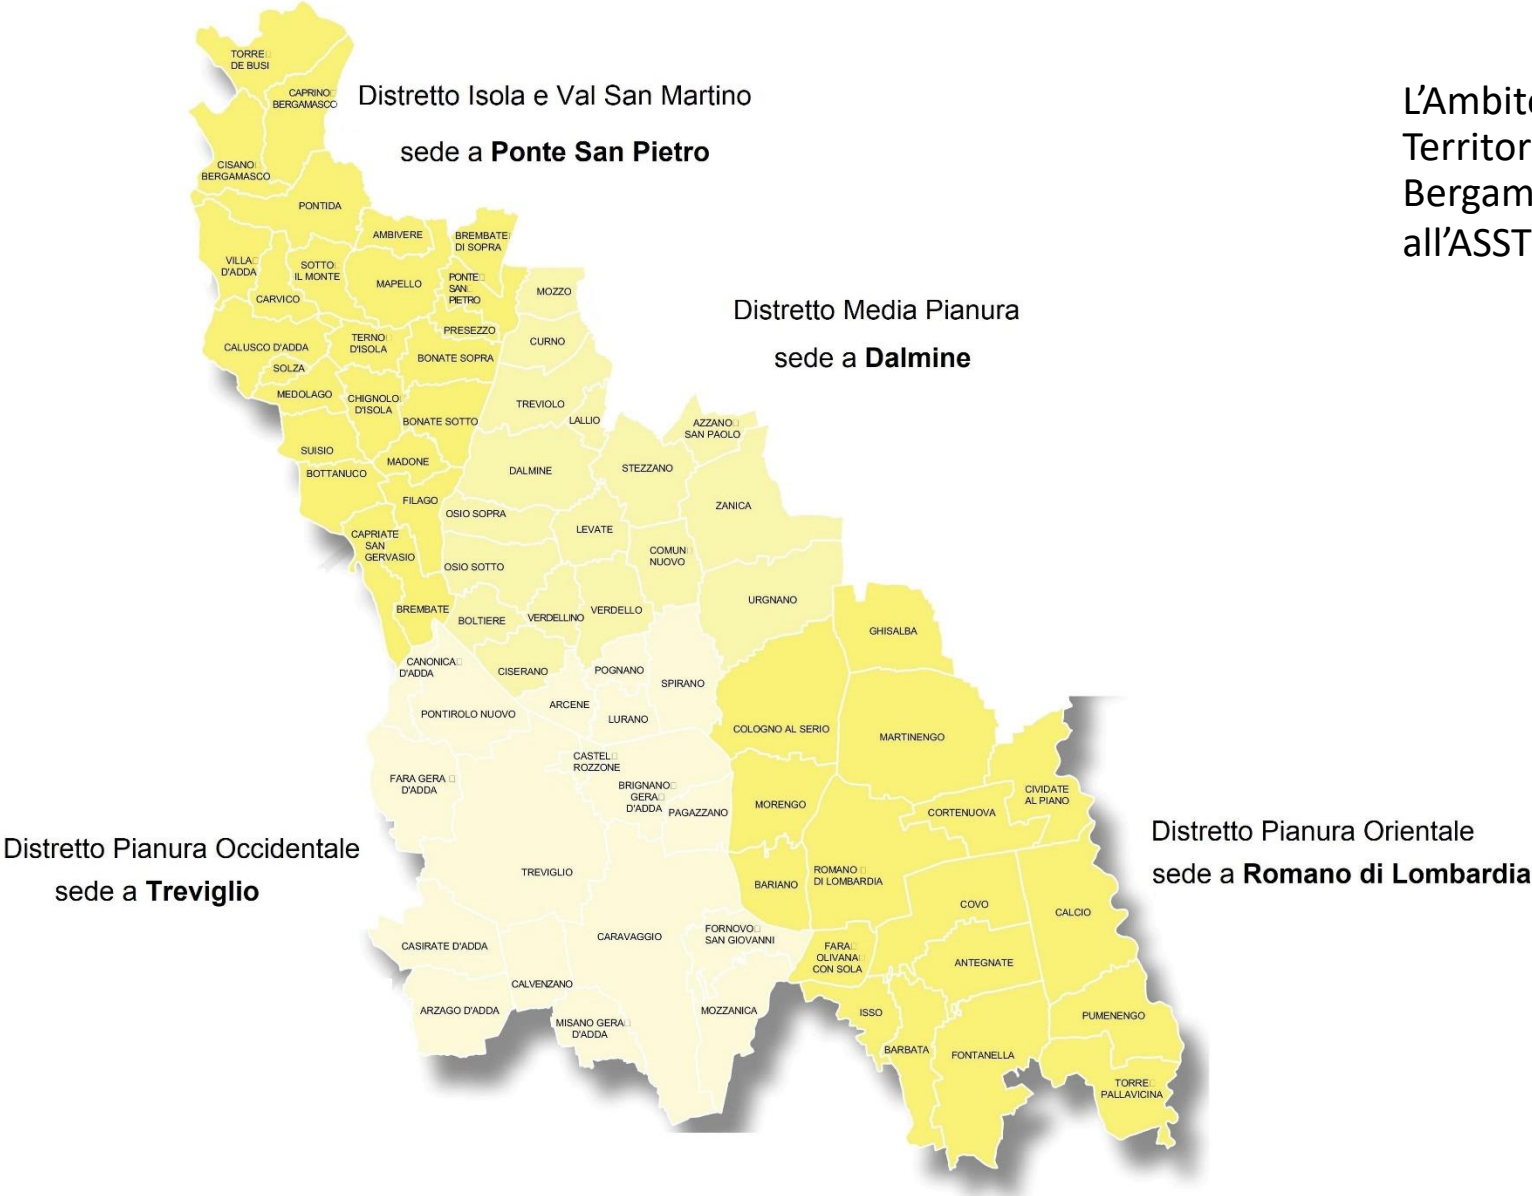 TORRE
DE BUSI
CAPRINO
BERGAMASCO
Distretto Isola e Val San Martino
sede a Ponte San Pietro
L'Ambito
Territor
Bergam
all'ASST
CISANO
BERGAMASCO
PONTIDA
AMBIVERE
BREMBATE
DI SOPRA
VILLA
D'ADDA
SOTTO
IL MONTE
MAPELLO
PONTE
SAN
PIETRO
MOZZO
CARVICO
Distretto Media Pianura
sede a Dalmine
PRESEZZO
TERNO
D'ISOLA
CURNO
CALUSCO D'ADDA
BONATE SOPRA
SOLZA
MEDOLAGO
CHIGNOLO
D'ISOLA
TREVIOLO
LALLIO
BONATE SOTTO
AZZANO
SAN PAOLO
SUISIO
MADONE
BOTTANUCO
DALMINE
STEZZANO
FILAGO
ZANICA
OSIO SOPRA
LEVATE
CAPRIATE
SAN
GERVASIO
COMUN
NUOVO
OSIO SOTTO
URGNANO
BREMBATE
BOLTIERE
VERDELLINO
VERDELLO
GHISALBA
CANONICA
D'ADDA
CISERANO
POGNANO
SPIRANO
PONTIROLO NUOVO
ARCENE
LURANO
COLOGNO AL SERIO
MARTINENGO
CASTEL
ROZZONE
FARA GERA
D'ADDA
BRIGNANO
GERA
D'ADDA
PAGAZZANO
MORENGO
CORTENUOVA
CIVIDATE
AL PIANO
Distretto Pianura Occidentale
sede a Treviglio
Distretto Pianura Orientale
sede a Romano di Lombardia
TREVIGLIO
BARIANO
ROMANO
DI LOMBARDIA
COVO
CALCIO
CASIRATE D'ADDA
CARAVAGGIO
FORNOVO
SAN GIOVANNI
FARA
OLIVANA
CON SOLA
ANTEGNATE
CALVENZANO
ARZAGO D'ADDA
MISANO GERA
D'ADDA
MOZZANICA
ISSO
PUMENENGO
BARBATA
FONTANELLA
TORRE
PALLAVICINA